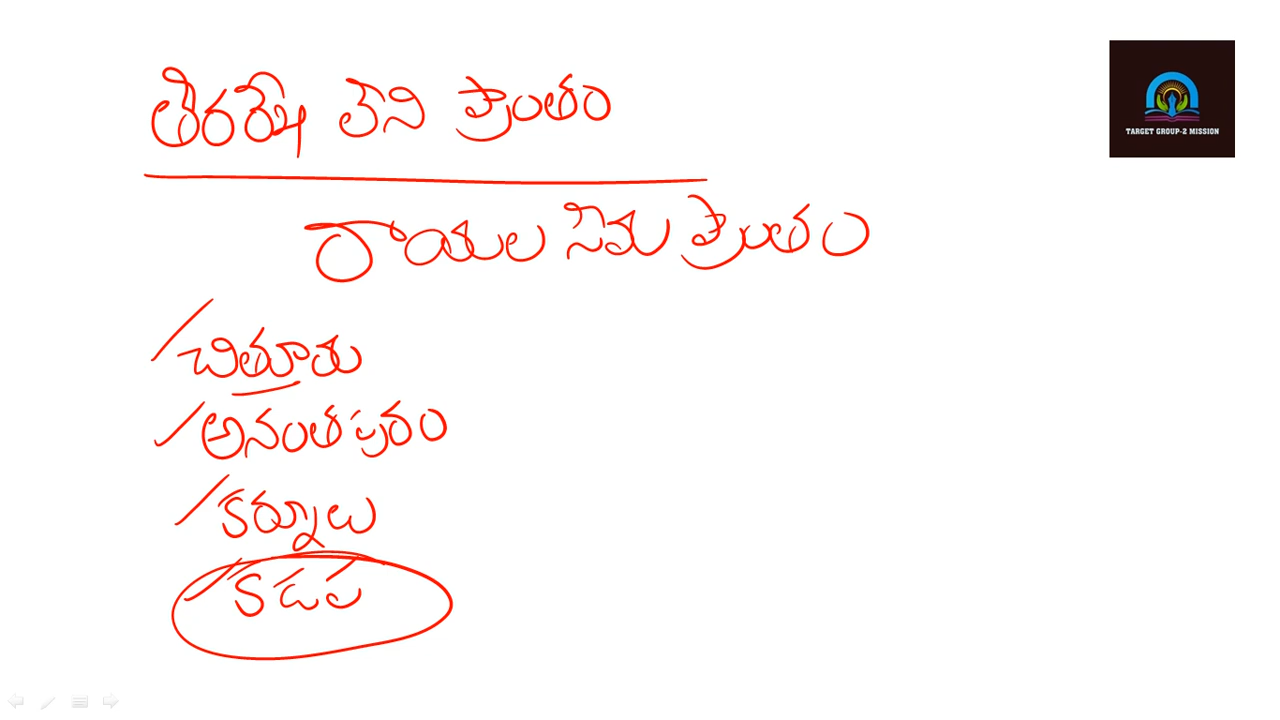 తీరరేఖ లేని ప్రాంతం
TARGET GROUP-2 MISSION
రాయల సీమ ప్రాంతం
చిత్తూరు
అనంతపురం
కర్నూలు
కడప